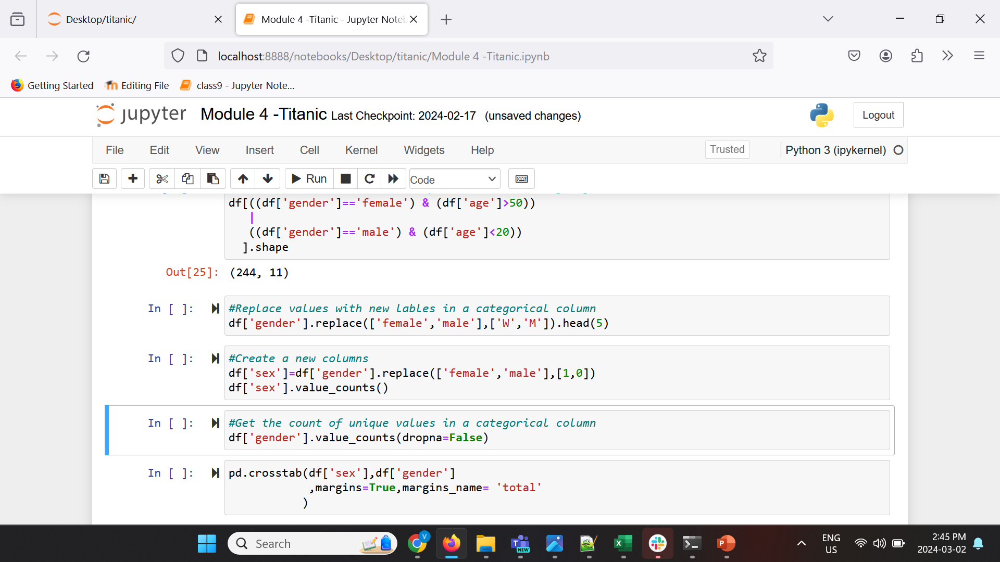 Desktop/titanic/
Module 4 -Titanic - Jupyter Noteb
localhost:8888/notebooks/Desktop/titanic/Module 4 -Titanic.ipynb
Getting Started
Editing File
class9 - Jupyter Note...
jupyter
Module 4 -Titanic Last Checkpoint: 2024-02-17 (unsaved changes)
Logout
File Edit View Insert Cell Kernel Widgets Help
Trusted
Python 3 (ipykernel)
Run
Code
df[((df['gender']=='female') & (df['age']>50))
|
((df['gender']=='male') & (df['age']<20))
].shape
Out[25]: (244, 11)
In [ ]: #Replace values with new lables in a categorical column
df['gender'].replace(['female','male'],['W','M']).head(5)
In [ ]: #Create a new columns
df['sex']=df['gender'].replace(['female','male'],[1,0])
df['sex'].value_counts()
In [ ]: #Get the count of unique values in a categorical column
df['gender'].value_counts(dropna=False)
In [ ]: pd.crosstab(df['sex'],df['gender']
,margins=True,margins_name= 'total'
)
Search
V
T
NEW
X
P
ENG
US
2:45 PM
2024-03-02